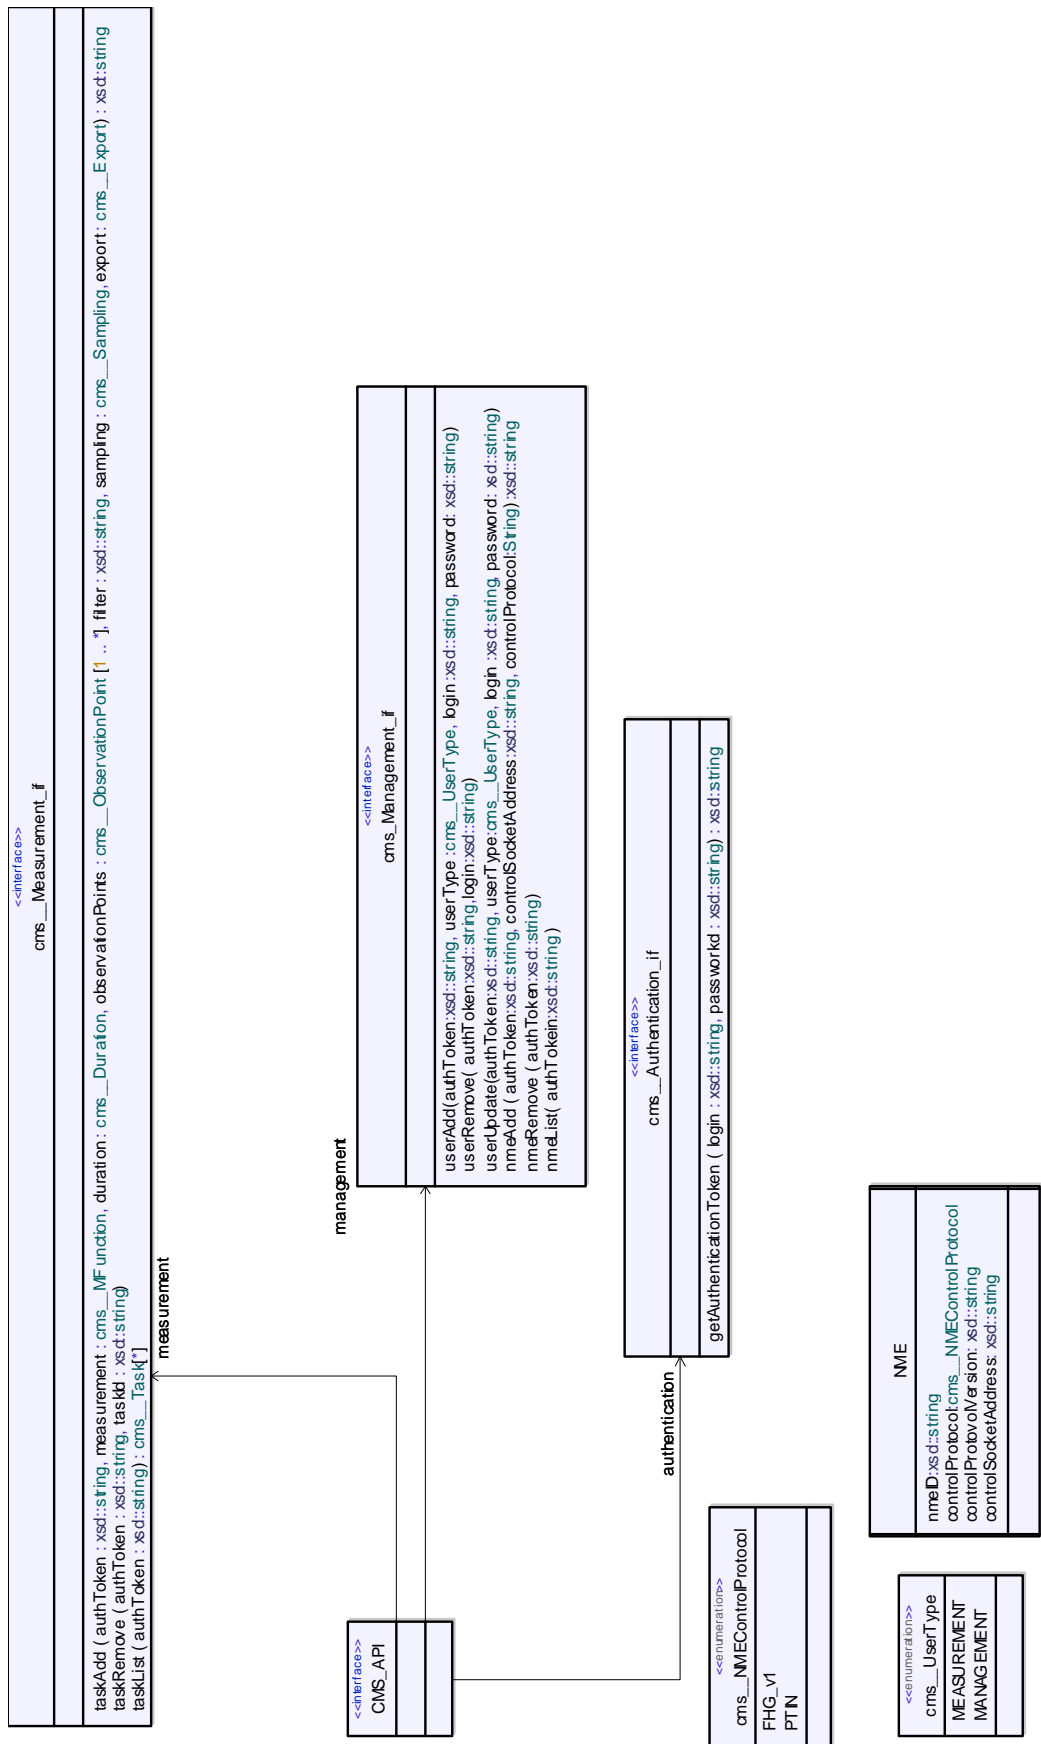 <<interface>>
cms__Measurement_if
taskAdd ( authToken : xsd::string, measurement : cms__MFunction, duration : cms__Duration, observationPoints : cms__ObservationPoint [1 .. *], filter : xsd::string, sampling : cms__Sampling, export : cms__Export) : xsd::string
taskRemove ( authToken : xsd::string, taskId : xsd::string)
taskList ( authToken : xsd::string) : cms__Task[*]
measurement
management
<<interface>>
cms_Management_if
userAdd(authToken:xsd::string, userType :cms__UserType, login :xsd::string, password: xsd::string)
userRemove( authToken:xsd::string,login:xsd::string)
userUpdate(authToken:xsd::string, userType:cms__UserType, login :xsd::string, password: xsd::string)
nmeAdd ( authToken:xsd::string, controlSocketAddress:xsd::string, controlProtocol:String) :xsd::string
nmeRemove ( authToken:xsd::string)
nmeList( authTokein:xsd::string )
<<interface>>
CMS_API
<<interface>>
cms__Authentication_if
getAuthenticationToken ( login : xsd::string, passworkd : xsd::string) : xsd::string
authentication
<<enumeration>>
cms__NMEControlProtocol
FHG_v1
PTIN
NME
nmeID:xsd::string
controlProtocol:cms__NMEControlProtocol
controlProtovolVersion: xsd::string
controlSocketAddress: xsd::string
<<enumeration>>
cms__UserType
MEASUREMENT
MANAGEMENT